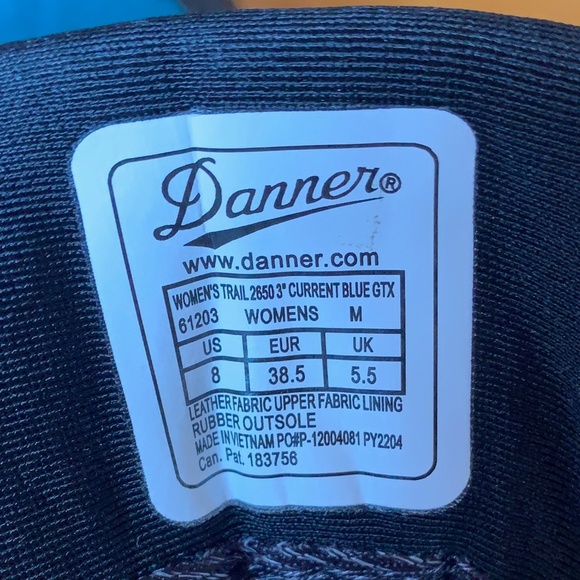 Danner®
www.danner.com
WOMEN'S TRAIL 2650 3" CURRENT BLUE GTX
61203 WOMENS M
US EUR UK
8 38.5 5.5
LEATHER FABRIC UPPER FABRIC LINING
RUBBER OUTSOLE
MADE IN VIETNAM PO#P-12004081 PY2204
Can. Pat. 183756